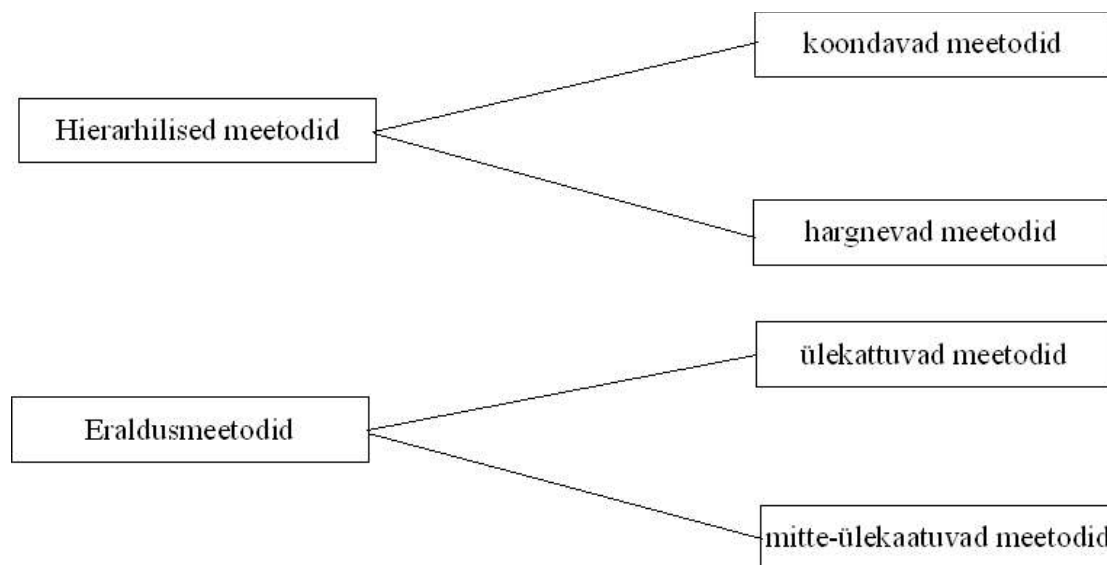 koondavad meetodid
Hierarhilised meetodid
hargnevad meetodid
ülekattuvad meetodid
Eraldusmeetodid
mitte-ülekaatuvad meetodid